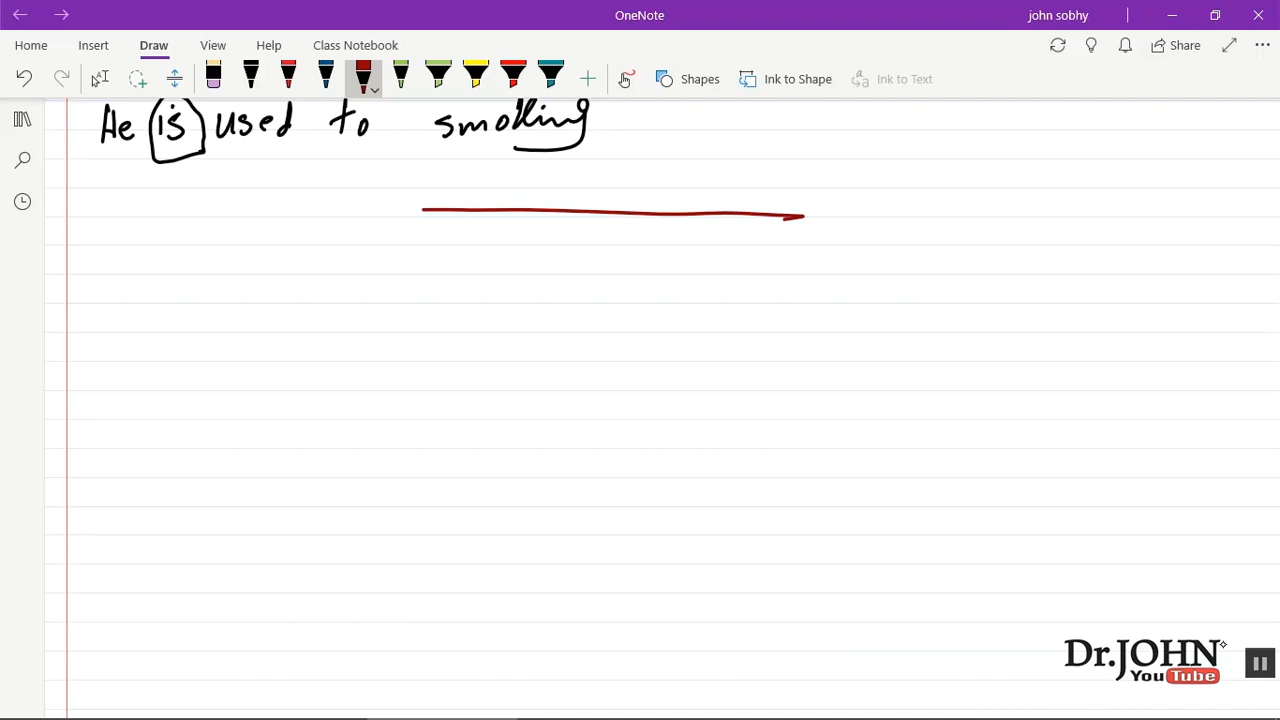 OneNote
john sobhy
Home Insert Draw View Help Class Notebook
Share
Shapes Ink to Shape Ink to Text
He is used to smoking
Dr.JOHN
YouTube